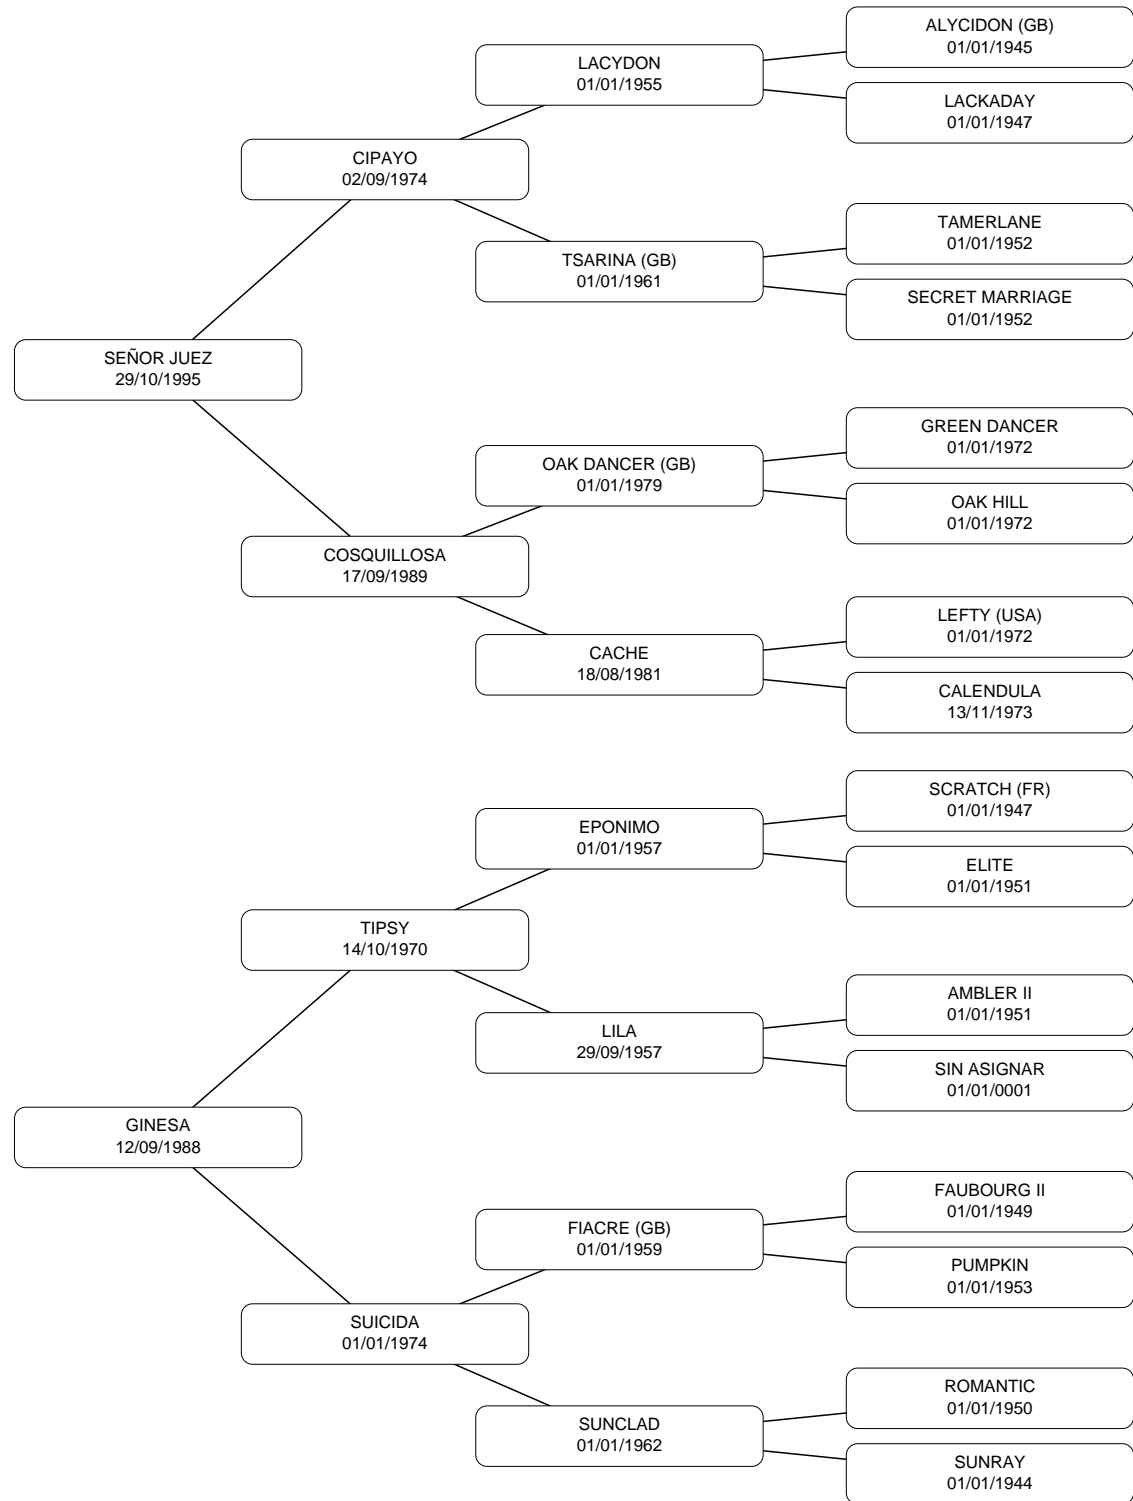 ALYCIDON (GB)
01/01/1945
LACYDON
01/01/1955
LACKADAY
01/01/1947
CIPAYO
02/09/1974
TAMERLANE
01/01/1952
TSARINA (GB)
01/01/1961
SECRET MARRIAGE
01/01/1952
SEÑOR JUEZ
29/10/1995
GREEN DANCER
01/01/1972
OAK DANCER (GB)
01/01/1979
OAK HILL
01/01/1972
COSQUILLOSA
17/09/1989
LEFTY (USA)
01/01/1972
CACHE
18/08/1981
CALENDULA
13/11/1973
SCRATCH (FR)
01/01/1947
EPONIMO
01/01/1957
ELITE
01/01/1951
TIPSY
14/10/1970
AMBLER II
01/01/1951
LILA
29/09/1957
SIN ASIGNAR
01/01/0001
GINESA
12/09/1988
FAUBOURG II
01/01/1949
FIACRE (GB)
01/01/1959
PUMPKIN
01/01/1953
SUICIDA
01/01/1974
ROMANTIC
01/01/1950
SUNCLAD
01/01/1962
SUNRAY
01/01/1944